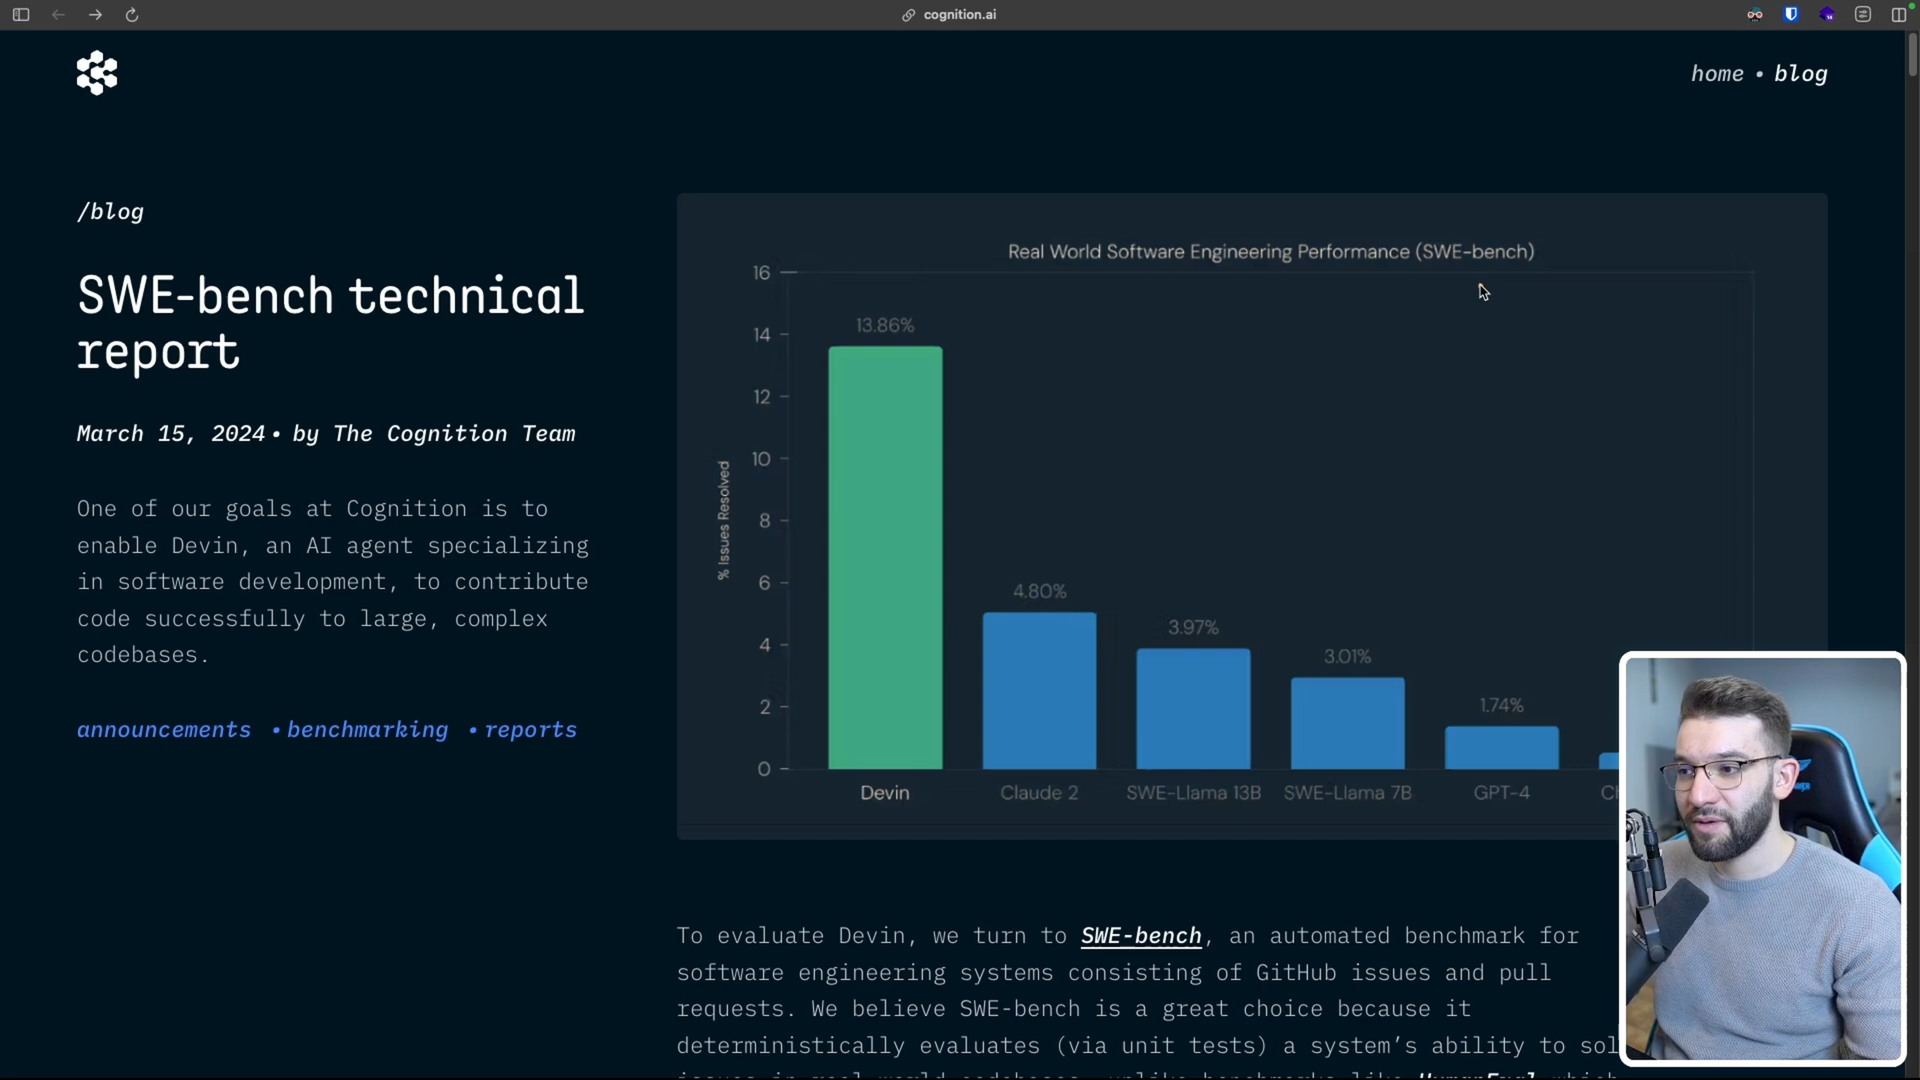 cognition.ai
home • blog
/blog
SWE-bench technical
report
March 15, 2024 • by The Cognition Team
One of our goals at Cognition is to
enable Devin, an AI agent specializing
in software development, to contribute
code successfully to large, complex
codebases.
announcements • benchmarking • reports
Real World Software Engineering Performance (SWE-bench)
% Issues Resolved
16
14
12
10
8
6
4
2
0
13.86%
4.80%
3.97%
3.01%
1.74%
Devin
Claude 2
SWE-Llama 13B
SWE-Llama 7B
GPT-4
To evaluate Devin, we turn to SWE-bench, an automated benchmark for
software engineering systems consisting of GitHub issues and pull
requests. We believe SWE-bench is a great choice because it
deterministically evaluates (via unit tests) a system's ability to